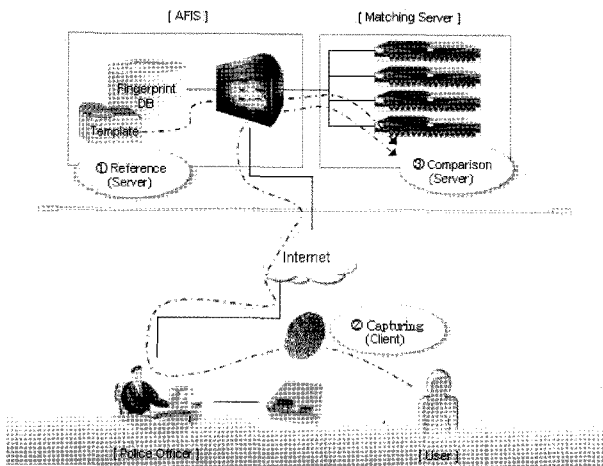 [ AFIS ]
[ Matching Server ]
Fingerprint
DB
Template
① Reference
(Server)
③ Comparison
(Server)
Internet
② Capturing
(Client)
[ Police Officer ]
[ User ]